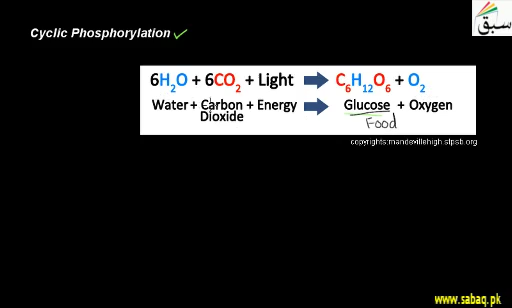 سبق
Cyclic Phosphorylation
6H₂O + 6CO₂ + Light → C₆H₁₂O₆ + O₂
Water + Carbon Dioxide + Energy → Glucose + Oxygen
Food
copyrights:mandevillehigh.stpsb.org
www.sabaq.pk